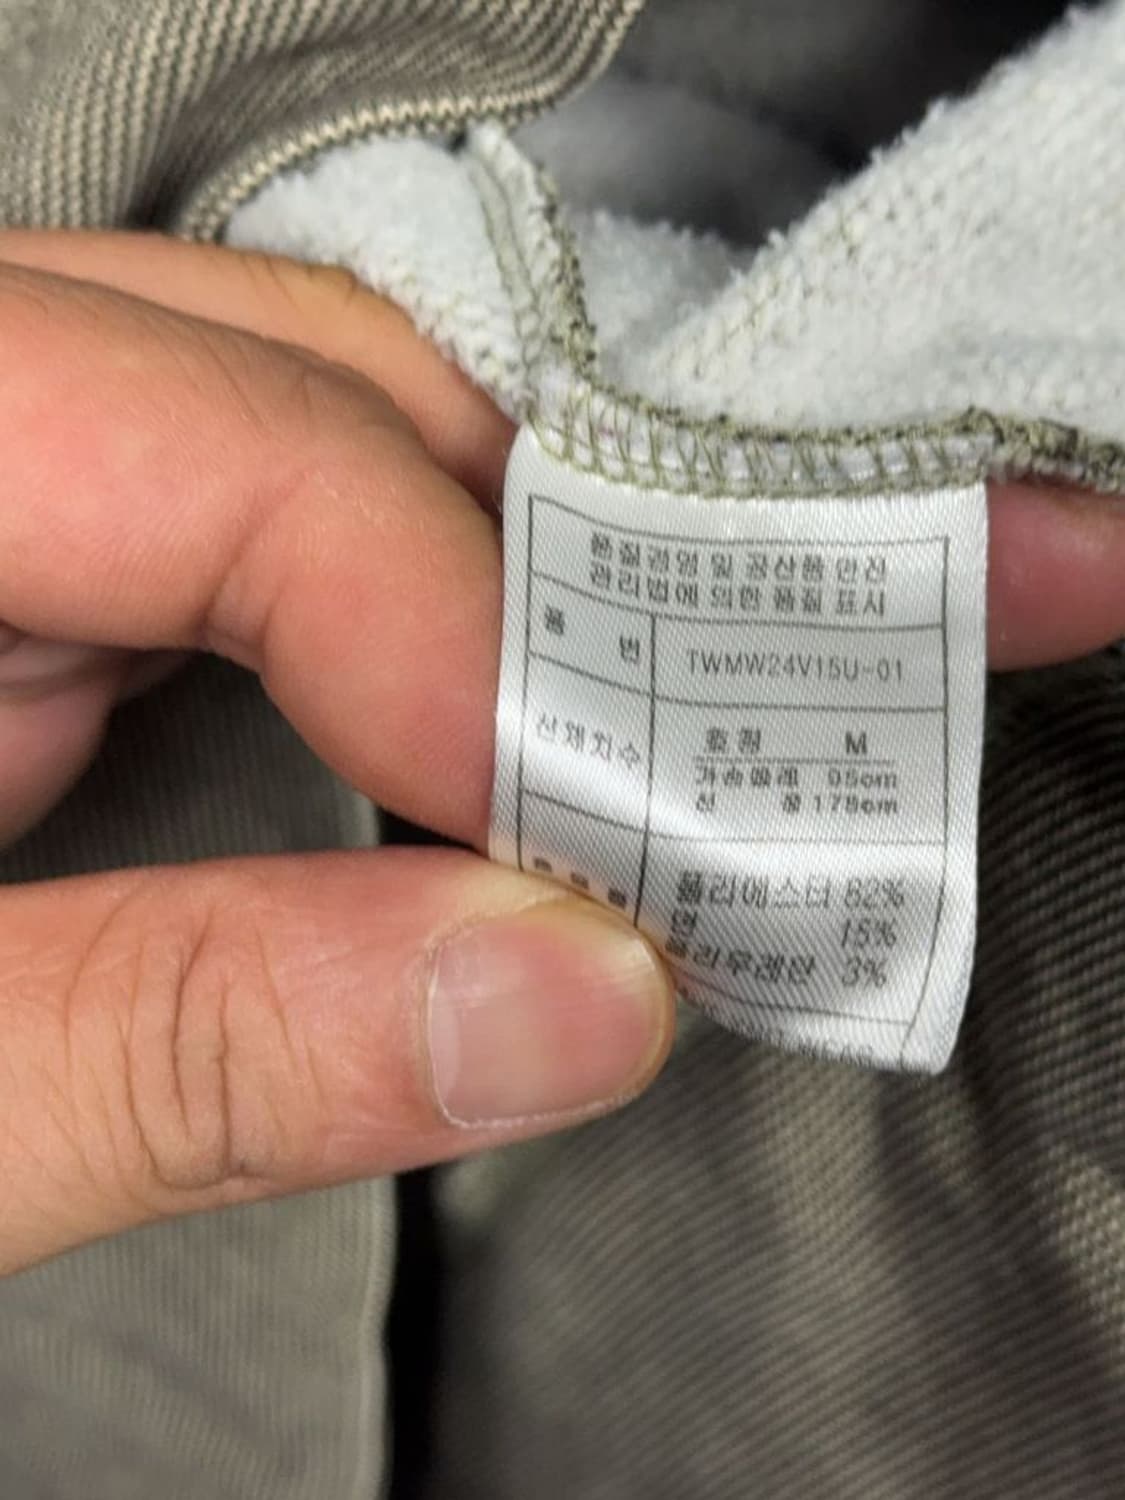 품질경영 및 공산품안전
관리법에 의한 품질 표시
품 번 TWMW24V15U-01
신체치수 호칭 M
가슴둘레 95cm
신 장 175cm
폴리에스터 82%
면 15%
폴리우레탄 3%